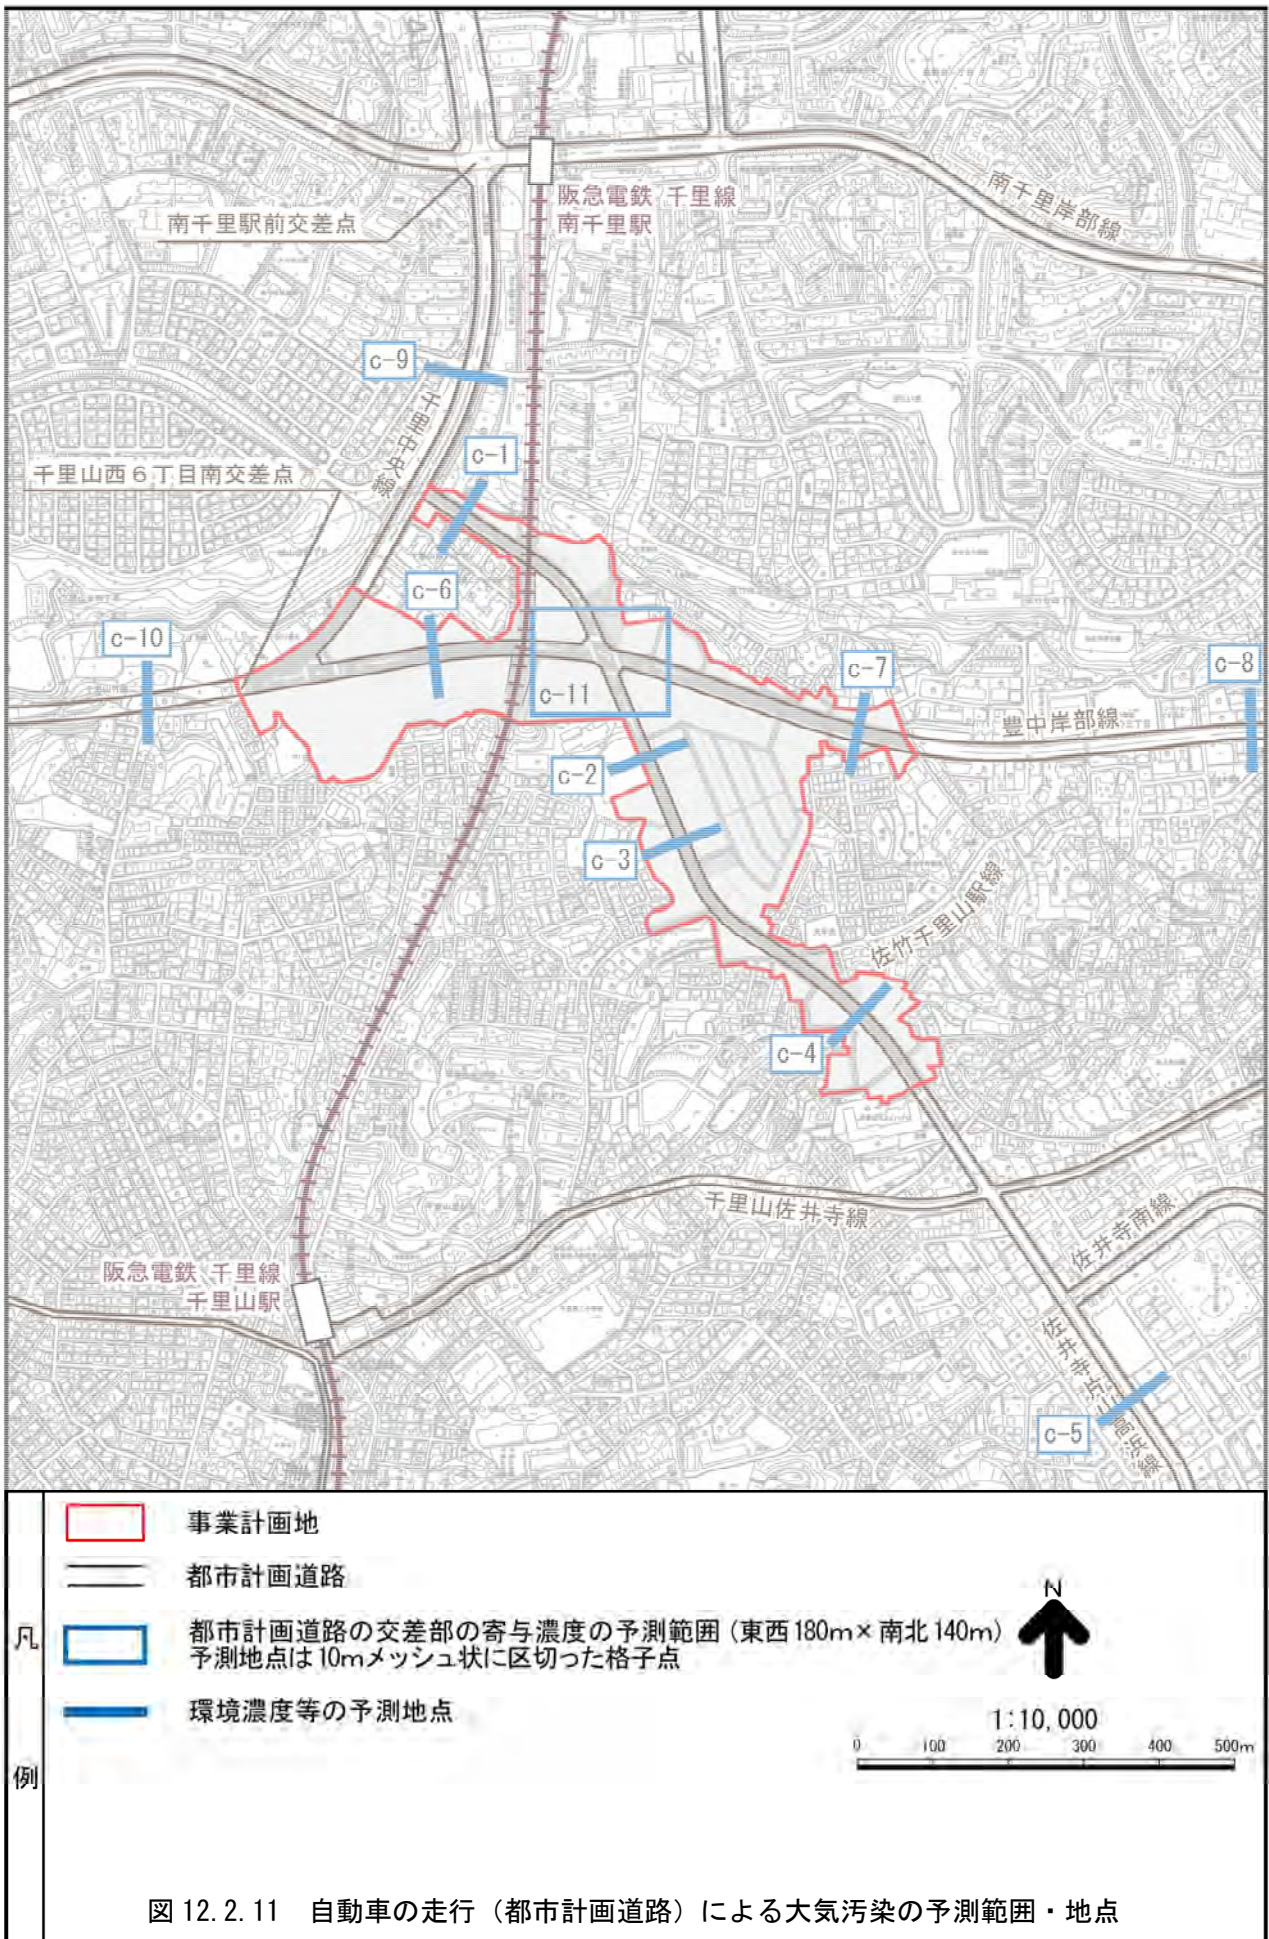 阪急電鉄 千里線
南千里駅
南千里駅前交差点
南千里岸部線
c-9
千里中央線
c-1
千里山西6丁目南交差点
c-6
c-10
c-11
c-7
c-8
豊中岸部線
c-2
c-3
佐竹千里山駅線
c-4
千里山佐井寺線
佐井寺南線
阪急電鉄 千里線
千里山駅
c-5
凡例
事業計画地
都市計画道路
都市計画道路の交差部の寄与濃度の予測範囲（東西180m×南北140m）
予測地点は10mメッシュ状に区切った格子点
環境濃度等の予測地点
N
1:10,000
0 100 200 300 400 500m
図 12.2.11 自動車の走行（都市計画道路）による大気汚染の予測範囲・地点